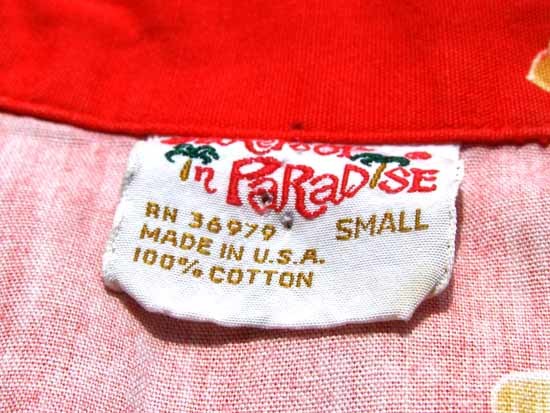 in PaRaDiSE
RN 36979 SMALL
MADE IN U.S.A.
100% COTTON